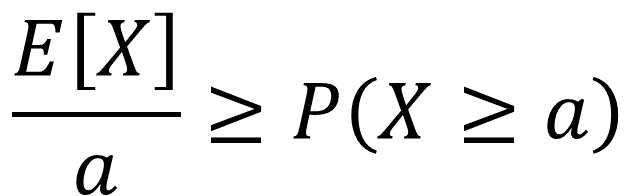 E[X]/a ≥ P(X ≥ a)